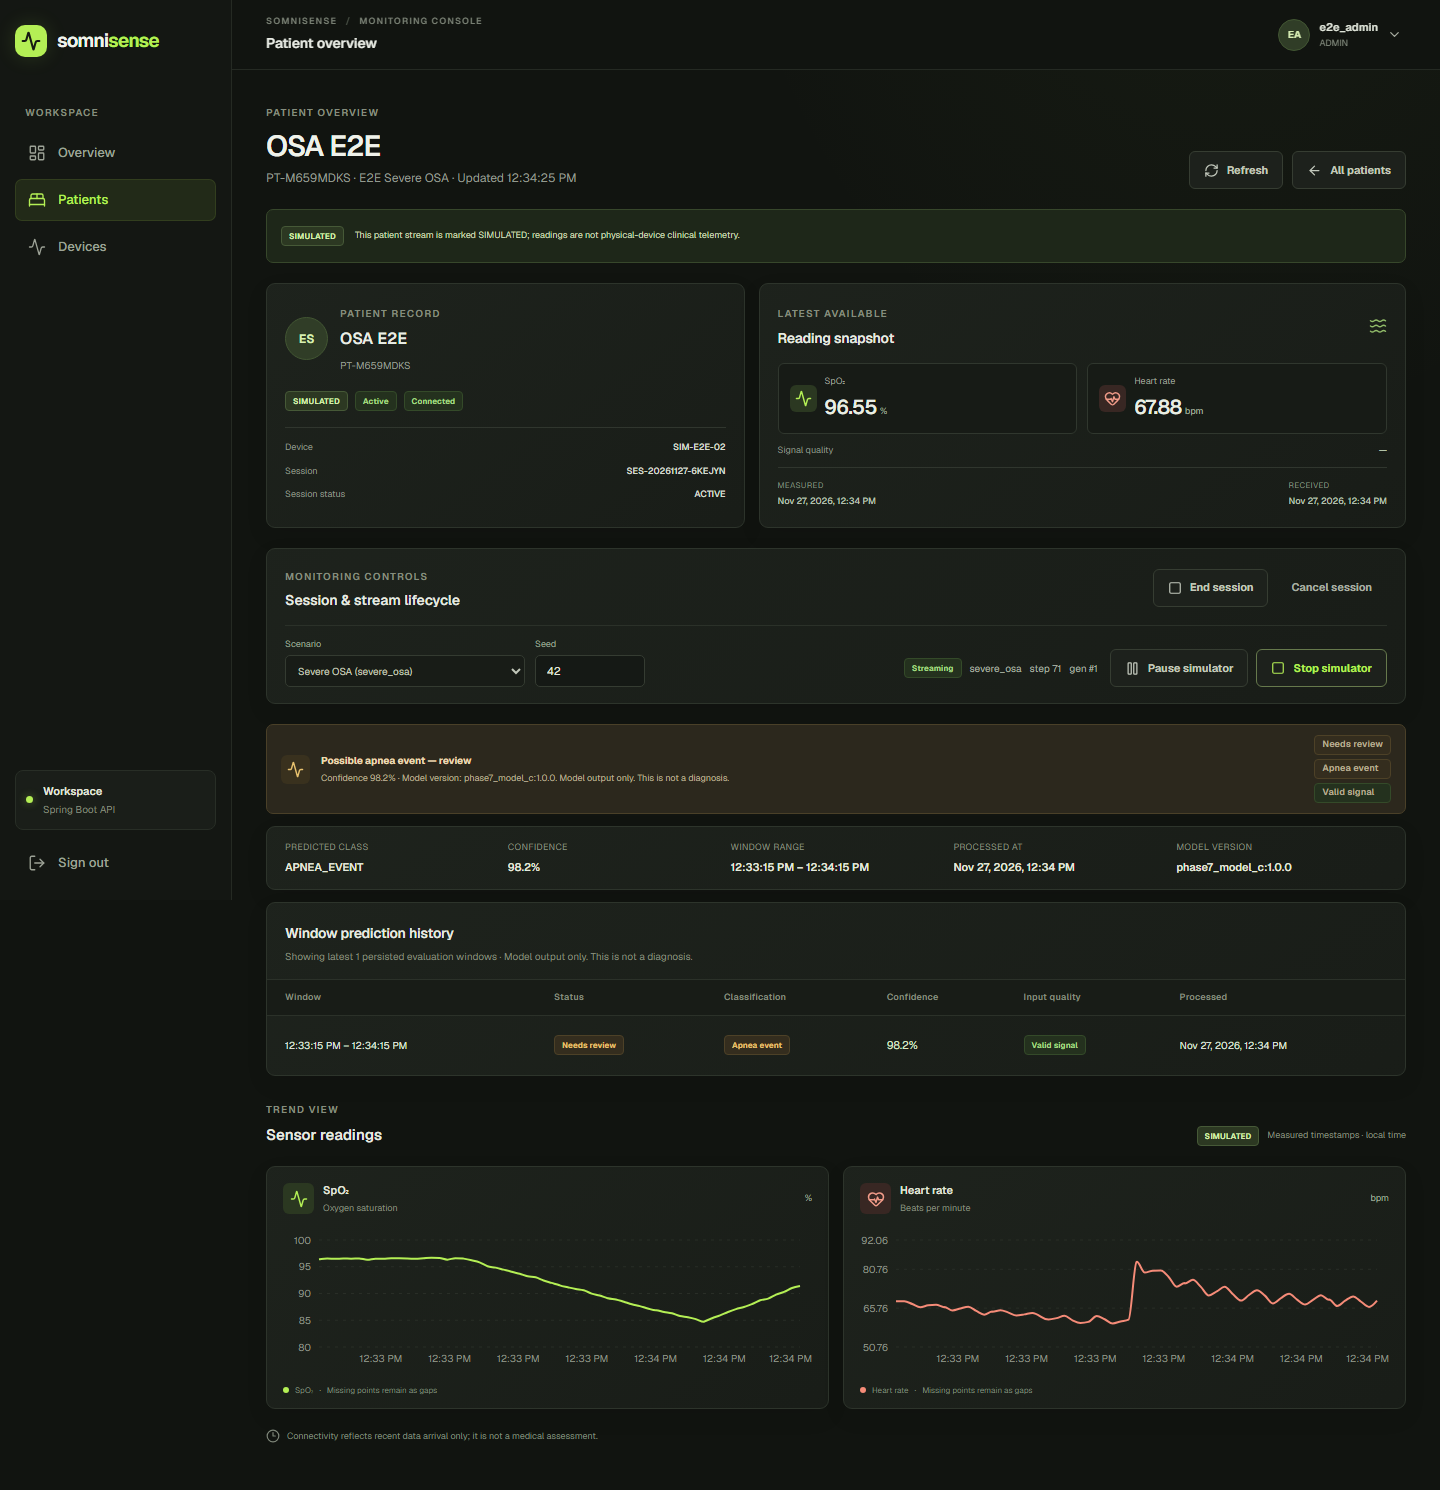 somnisense
SOMNISENSE / MONITORING CONSOLE
Patient overview
EA
e2e_admin
ADMIN
WORKSPACE
Overview
Patients
Devices
Workspace
Spring Boot API
Sign out
PATIENT OVERVIEW
OSA E2E
PT-M659MDKS · E2E Severe OSA · Updated 12:34:25 PM
Refresh
All patients
SIMULATED This patient stream is marked SIMULATED; readings are not physical-device clinical telemetry.
ES
PATIENT RECORD
OSA E2E
PT-M659MDKS
SIMULATED Active Connected
Device SIM-E2E-02
Session SES-20261127-6KEJYN
Session status ACTIVE
LATEST AVAILABLE
Reading snapshot
SpO₂
96.55 %
Heart rate
67.88 bpm
Signal quality —
MEASURED
Nov 27, 2026, 12:34 PM
RECEIVED
Nov 27, 2026, 12:34 PM
MONITORING CONTROLS
Session & stream lifecycle
End session
Cancel session
Scenario
Severe OSA (severe_osa)
Seed
42
Streaming severe_osa step 71 gen #1
Pause simulator
Stop simulator
Possible apnea event — review
Confidence 98.2% · Model version: phase7_model_c:1.0.0. Model output only. This is not a diagnosis.
Needs review
Apnea event
Valid signal
PREDICTED CLASS
APNEA_EVENT
CONFIDENCE
98.2%
WINDOW RANGE
12:33:15 PM – 12:34:15 PM
PROCESSED AT
Nov 27, 2026, 12:34 PM
MODEL VERSION
phase7_model_c:1.0.0
Window prediction history
Showing latest 1 persisted evaluation windows · Model output only. This is not a diagnosis.
Window Status Classification Confidence Input quality Processed
12:33:15 PM – 12:34:15 PM Needs review Apnea event 98.2% Valid signal Nov 27, 2026, 12:34 PM
TREND VIEW
Sensor readings
SIMULATED Measured timestamps · local time
SpO₂
Oxygen saturation
%
100
95
90
85
80
12:33 PM 12:33 PM 12:33 PM 12:33 PM 12:34 PM 12:34 PM 12:34 PM
SpO₂ · Missing points remain as gaps
Heart rate
Beats per minute
bpm
92.06
80.76
65.76
50.76
12:33 PM 12:33 PM 12:33 PM 12:33 PM 12:34 PM 12:34 PM 12:34 PM
Heart rate · Missing points remain as gaps
Connectivity reflects recent data arrival only; it is not a medical assessment.